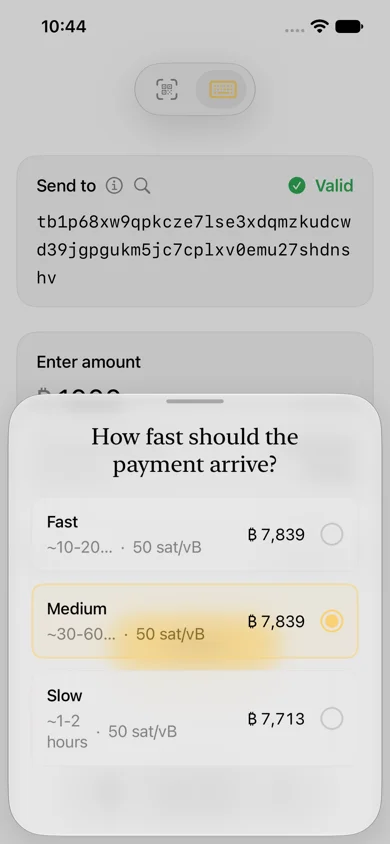 10:44
Send to
Valid
tb1p68xw9qpkcze7lse3xdqmzkudcw
d39jgpgukm5jc7cplxv0emu27shdns
hv
Enter amount
How fast should the
payment arrive?
Fast
~10-20... · 50 sat/vB
₿ 7,839
Medium
~30-60... · 50 sat/vB
₿ 7,839
Slow
~1-2
hours · 50 sat/vB
₿ 7,713